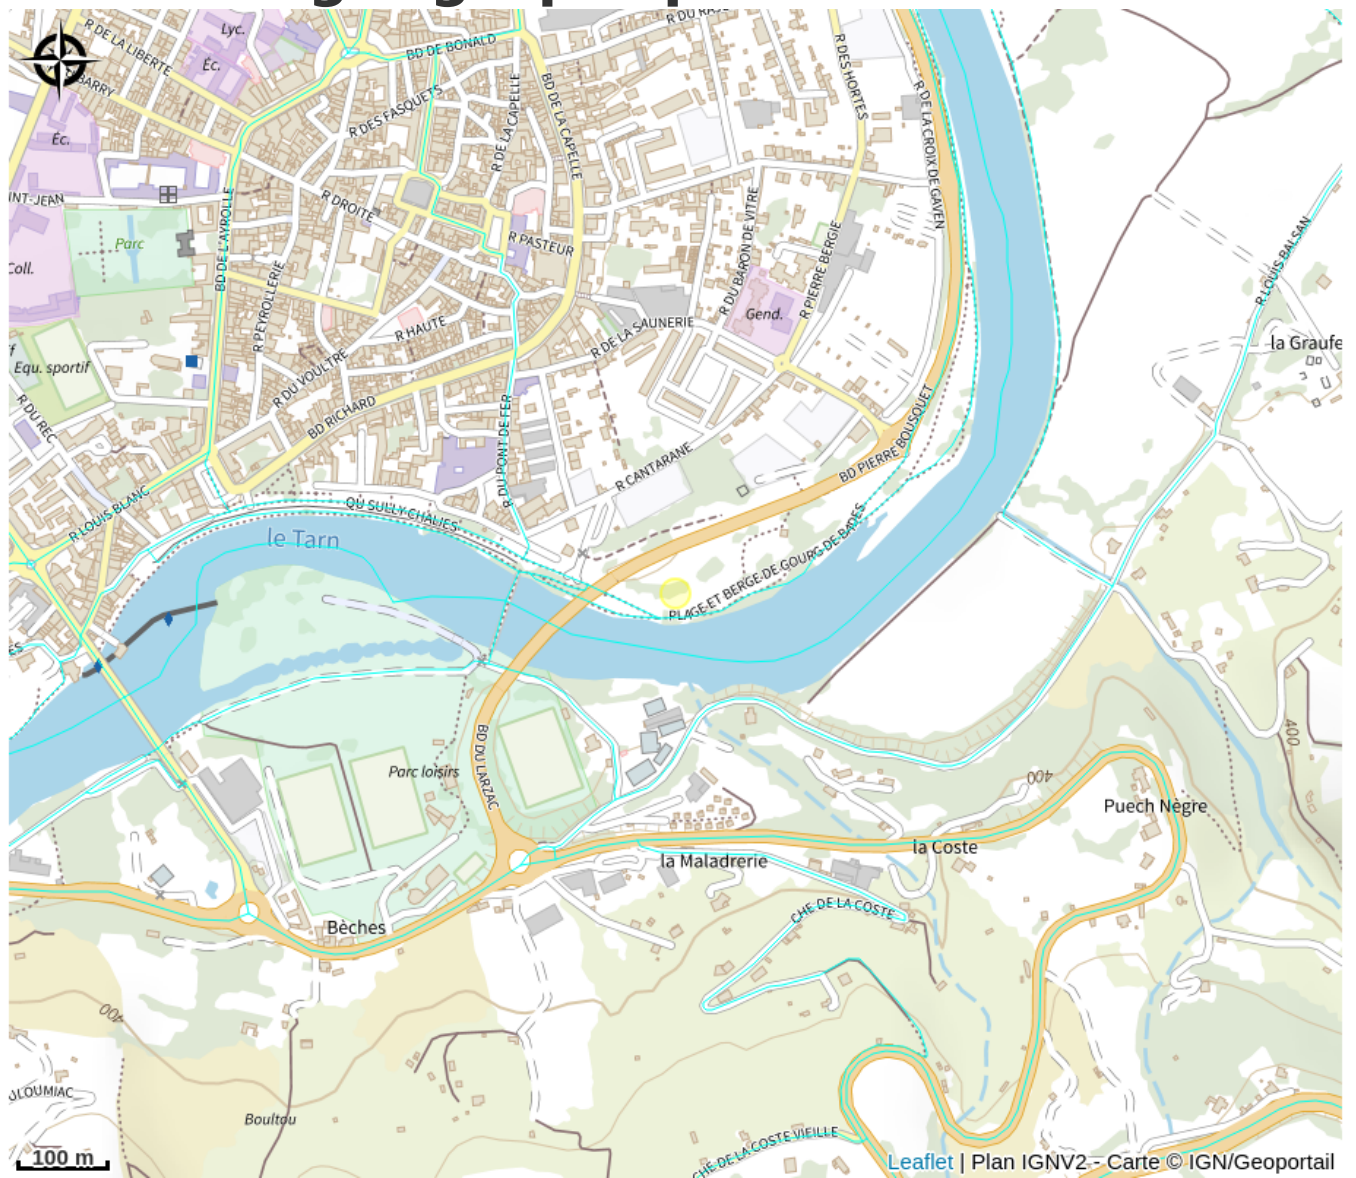 Lyc.
R DE LA LIBERTE
BARRY
Éc.
BD DE BONALD
R DES HORTES
R DES FASQUETS
R DE LA CAPELLE
BD DE LA CAPELLE
R DE LA CROIX DE GAVEN
Éc.
INT-JEAN
R DROITE
Parc
BD DE L'AYROLLE
R PASTEUR
R DU BARON DE VITRE
R PIERRE BERGIE
R LOUIS BALSAN
Coll.
R PEYROLLERIE
R HAUTE
R DE LA SAUNERIE
Gend.
la Graufe
Equ. sportif
R DU VOULTRE
BD RICHARD
R DU REC
R DU PONT DE FER
BD PIERRE BOUSQUET
R CANTARANE
R LOUIS BLANC
QU SULLY-CHALIES
le Tarn
PLAGE ET BERGE DE GOURG DE BADES
BD DU LARZAC
Parc loisirs
400
400
Puech Nègre
la Maladrerie
la Coste
CHE DE LA COSTE
Bèches
400
ULOUMIAC
Boultou
CHE DE LA COSTE VIEILLE
100 m
Leaflet | Plan IGNV2 - Carte © IGN/Geoportail